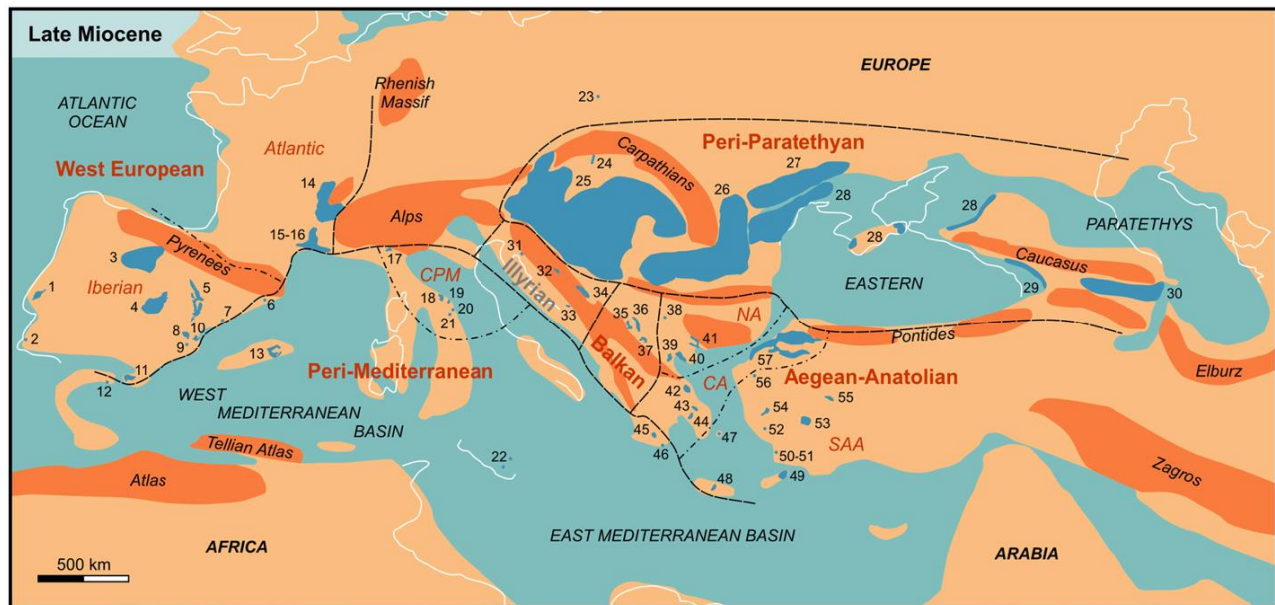 Late Miocene
EUROPE
Rhenish
Massif
23
ATLANTIC
OCEAN
Atlantic
Peri-Paratethyan
West European
Carpathians
24
27
14
25
26
28
28
PARATETHYS
Alps
15-16
Pyrenees
28
3
17
31
Caucasus
CPM
Illyrian
32
Iberian
5
EASTERN
29
30
1
4
18
19
34
6
20
33
NA
7
35
36
38
2
8
10
21
41
Pontides
9
37
39
13
Balkan
40
57
Peri-Mediterranean
11
CA
56
Aegean-Anatolian
Elburz
12
WEST
42
55
MEDITERRANEAN
43
54
BASIN
44
53
45
47
52
SAA
Tellian Atlas
46
22
50-51
Zagros
Atlas
48
49
EAST MEDITERRANEAN BASIN
AFRICA
ARABIA
500 km